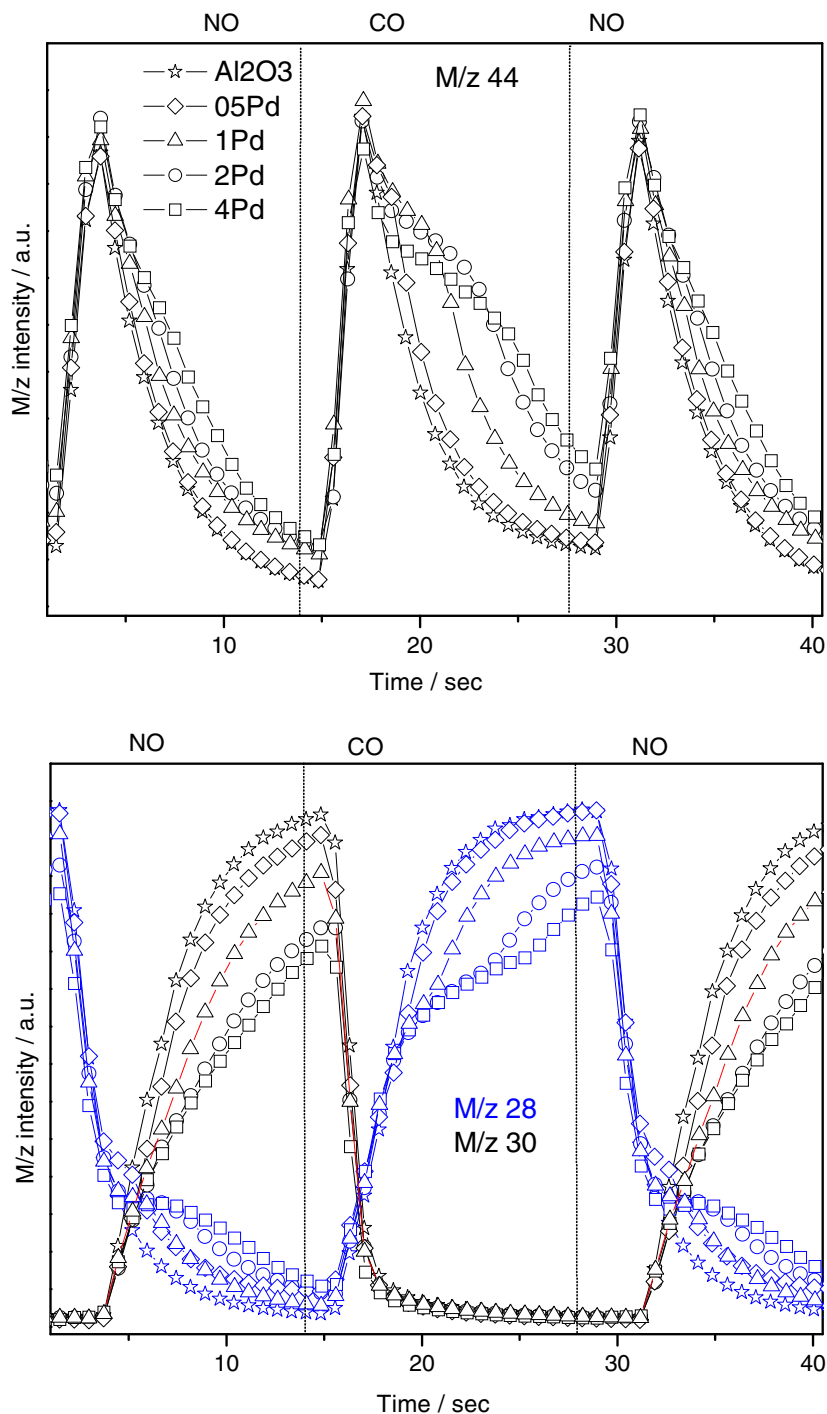 NO CO NO
M/z 44
Al2O3
05Pd
1Pd
2Pd
4Pd
M/z intensity / a.u.
10 20 30 40
Time / sec
NO CO NO
M/z 28
M/z 30
M/z intensity / a.u.
10 20 30 40
Time / sec